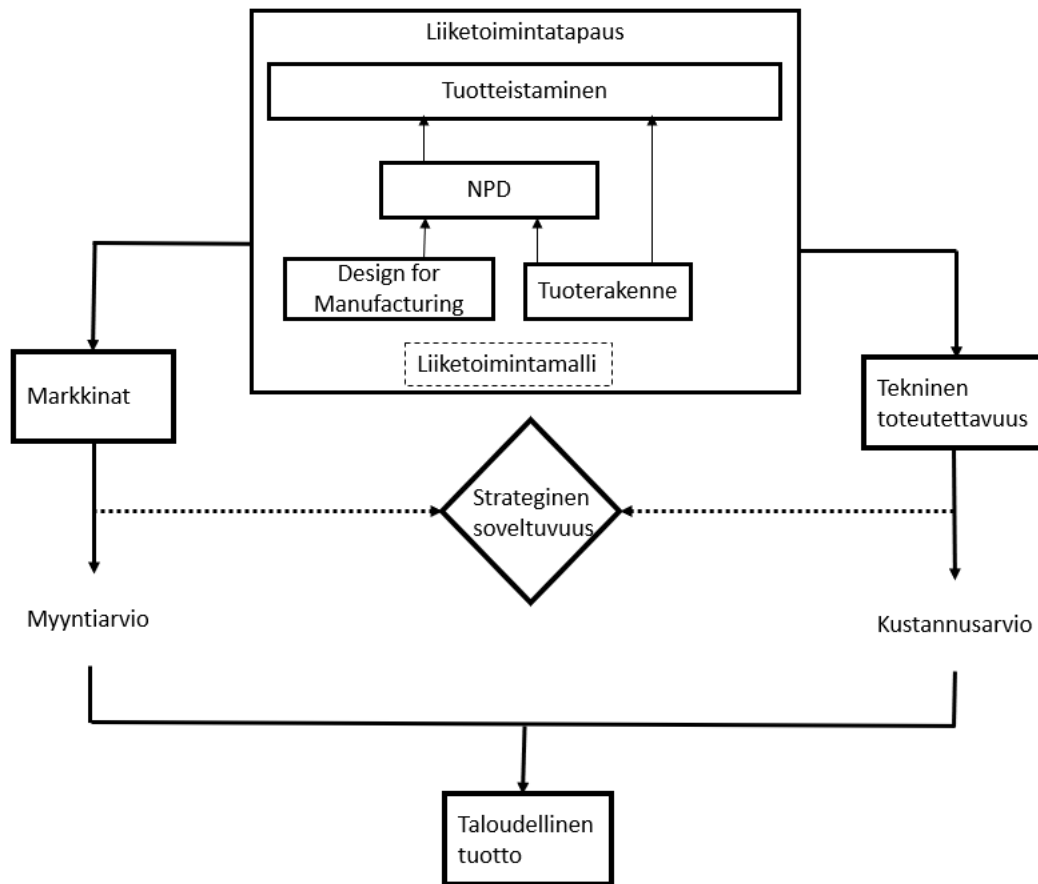 Liiketoimintatapaus
Tuotteistaminen
NPD
Design for
Manufacturing
Tuoterakenne
Liiketoimintamalli
Markkinat
Tekninen
toteutettavuus
Strateginen
soveltuvuus
Myyntiarvio
Kustannusarvio
Taloudellinen
tuotto